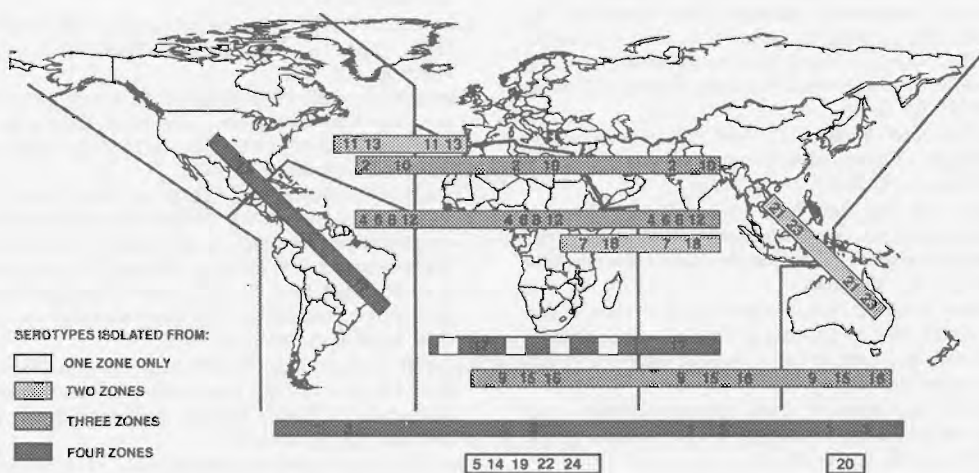 11 13 11 13
2 10 2 10 2 10
4 6 8 12 4 6 8 12 4 6 8 12
7 18 7 18
21 23
21 23
17 17
9 15 16 9 15 16 9 15 16
5 14 19 22 24
20
SEROTYPES ISOLATED FROM:
ONE ZONE ONLY
TWO ZONES
THREE ZONES
FOUR ZONES